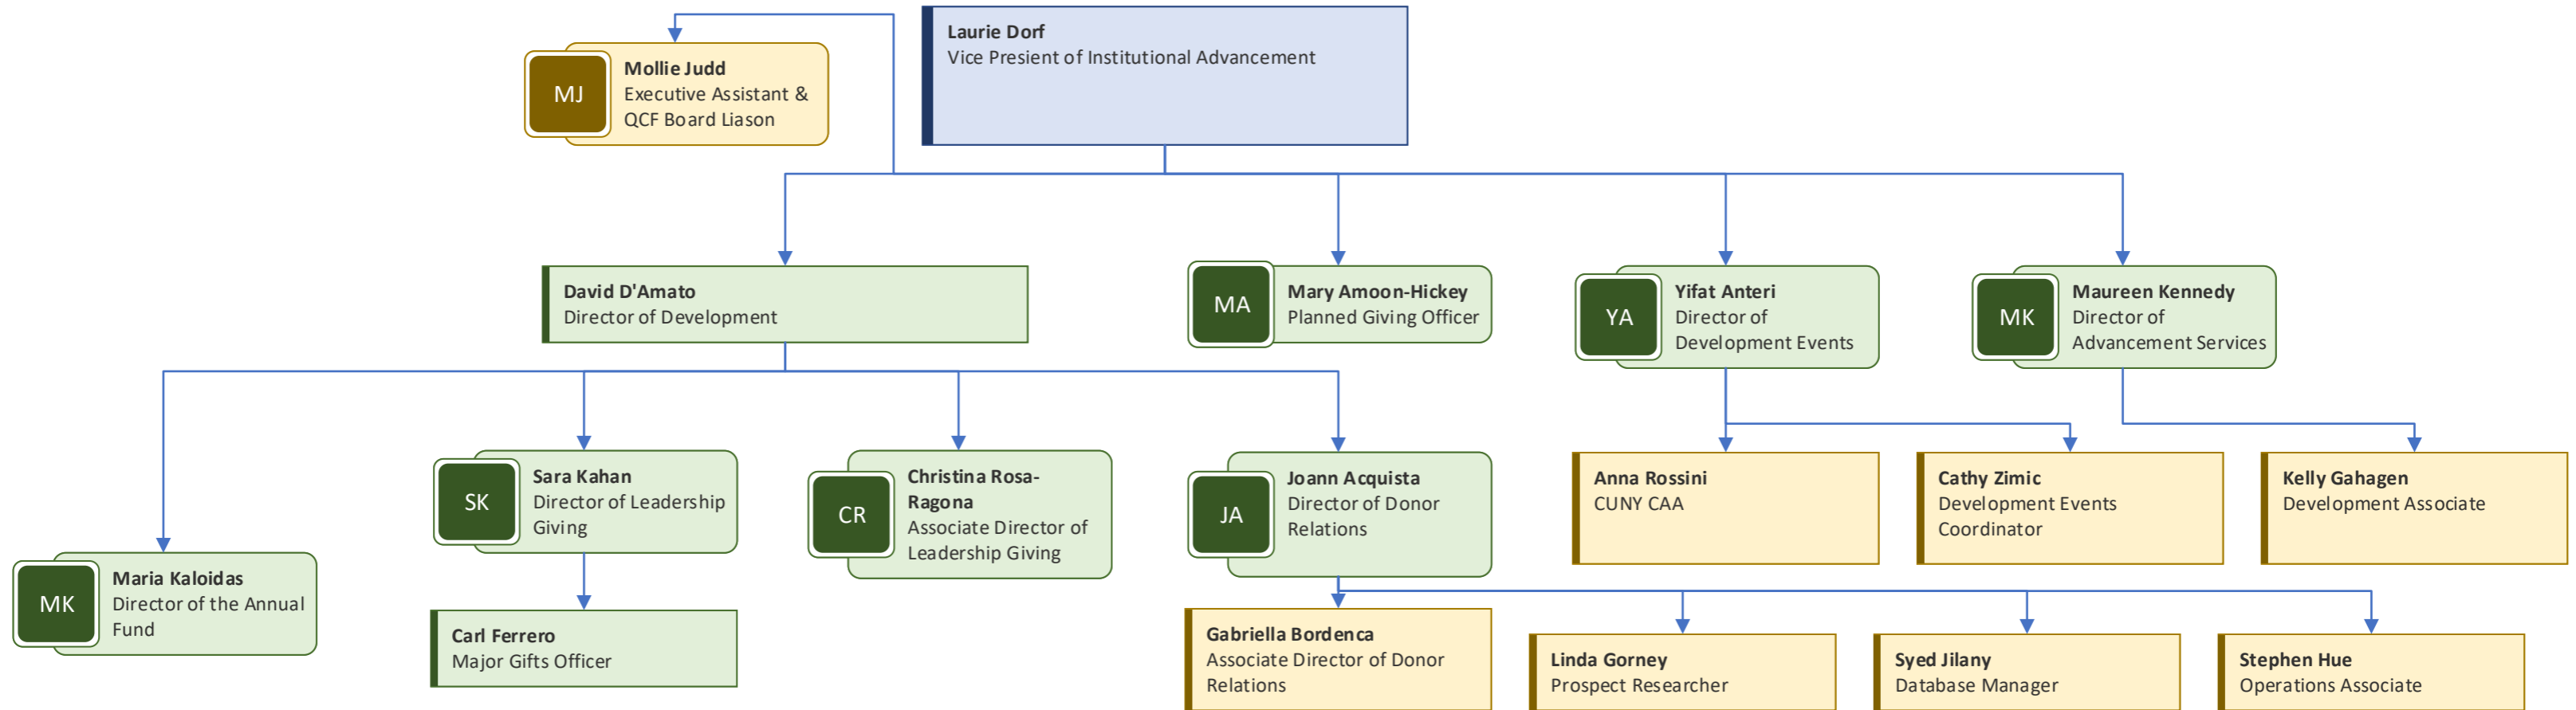 Laurie Dorf
Vice Presient of Institutional Advancement
MJ
Mollie Judd
Executive Assistant &
QCF Board Liason
David D'Amato
Director of Development
MA
Mary Amoon-Hickey
Planned Giving Officer
YA
Yifat Anteri
Director of
Development Events
MK
Maureen Kennedy
Director of
Advancement Services
MK
Maria Kaloidas
Director of the Annual
Fund
SK
Sara Kahan
Director of Leadership
Giving
CR
Christina Rosa-
Ragona
Associate Director of
Leadership Giving
JA
Joann Acquista
Director of Donor
Relations
Anna Rossini
CUNY CAA
Cathy Zimic
Development Events
Coordinator
Kelly Gahagen
Development Associate
Carl Ferrero
Major Gifts Officer
Gabriella Bordenca
Associate Director of Donor
Relations
Linda Gorney
Prospect Researcher
Syed Jilany
Database Manager
Stephen Hue
Operations Associate